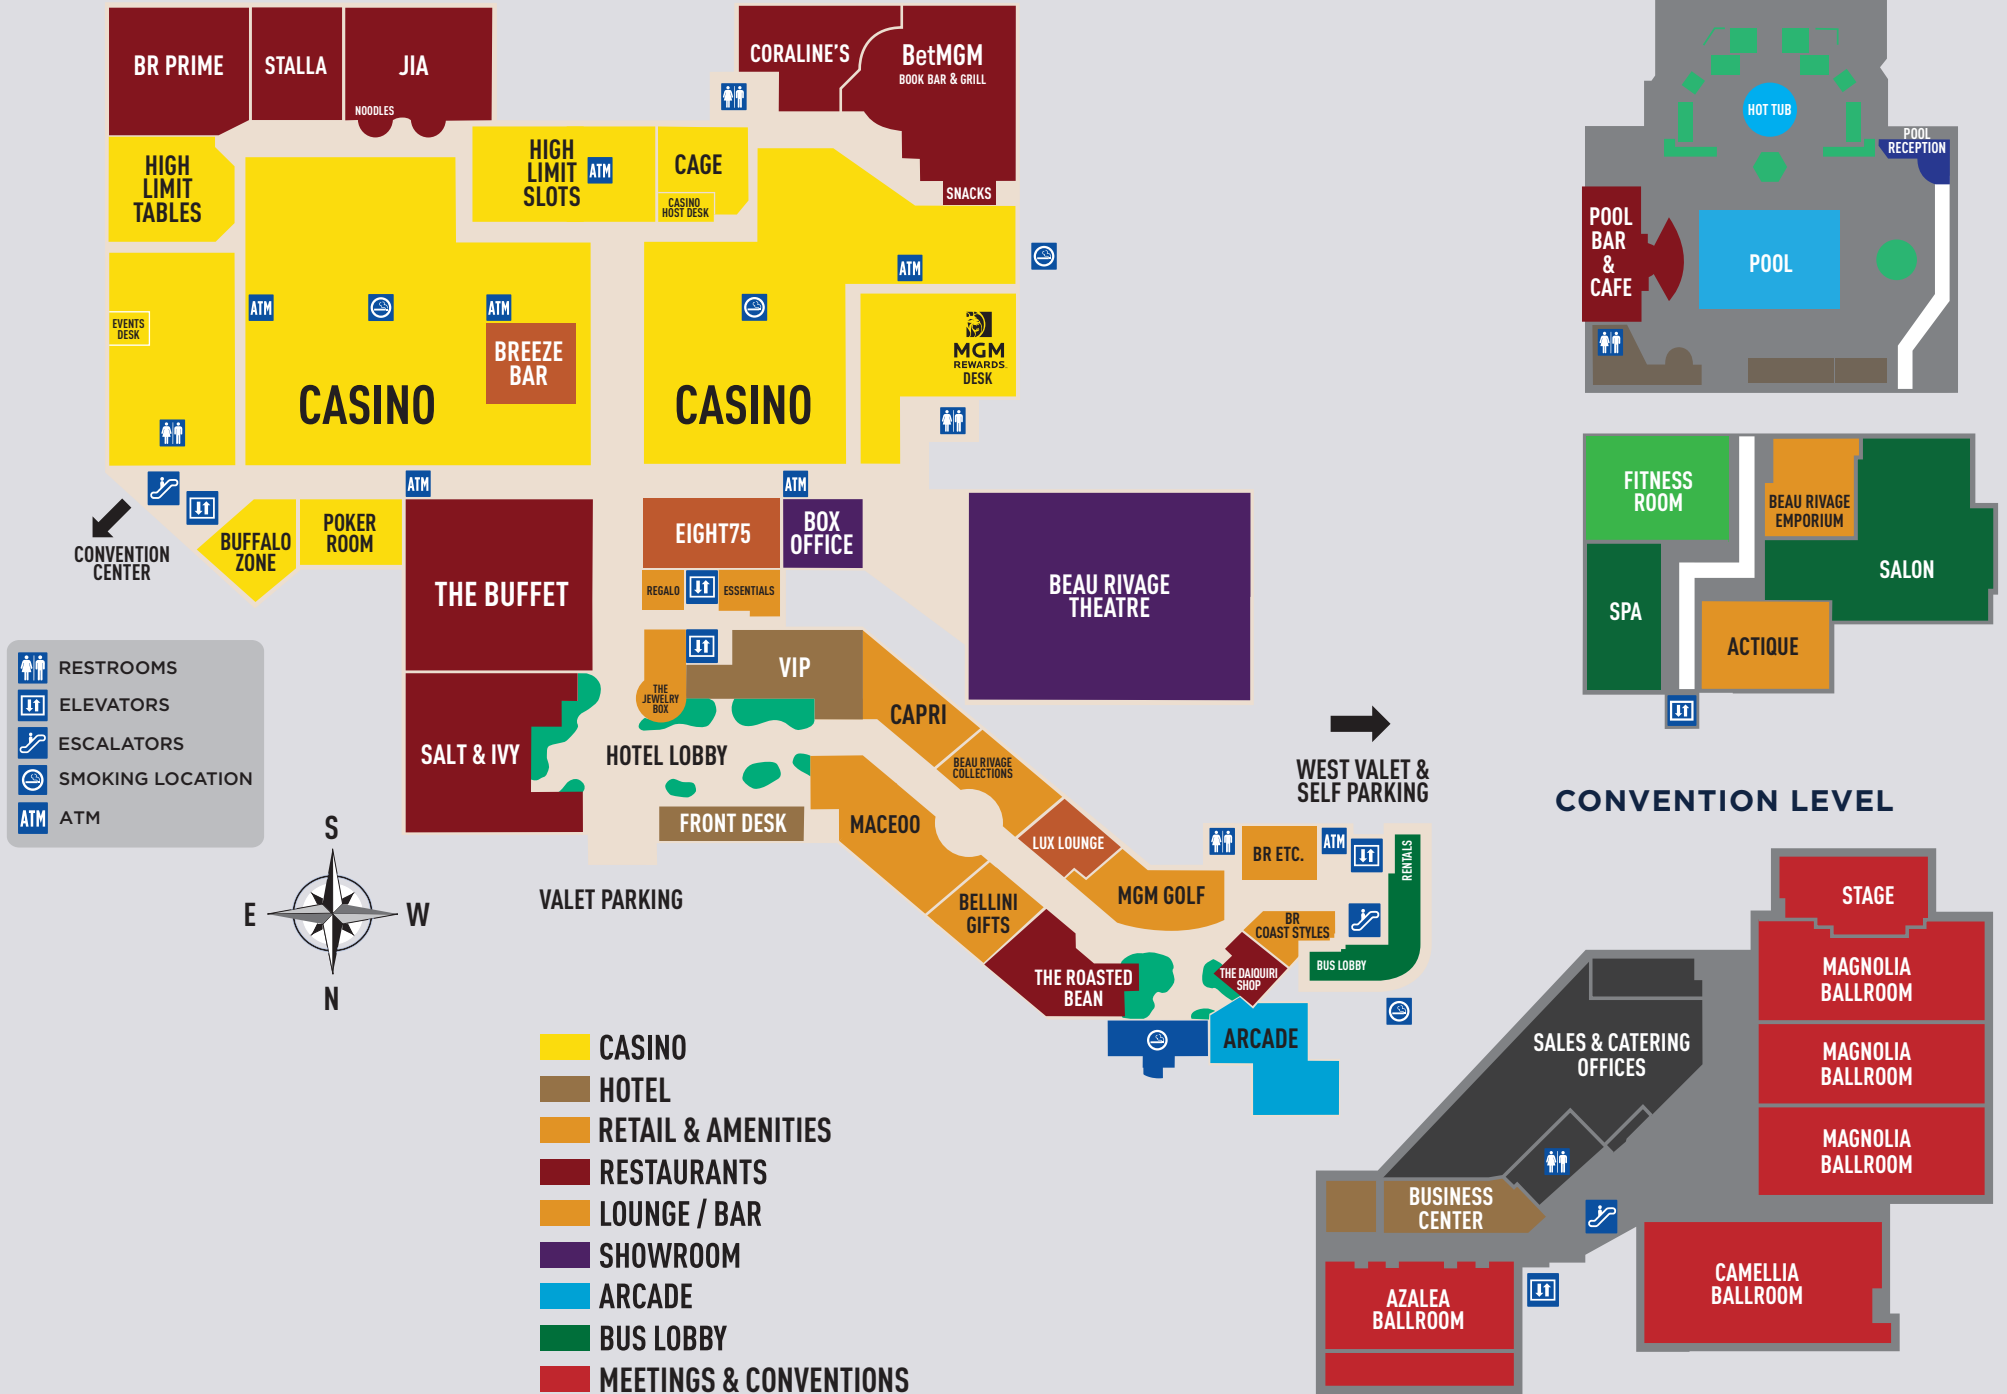 BR PRIME
STALLA
JIA
NOODLES
CORALINE'S
BetMGM
BOOK BAR & GRILL
SNACKS
HIGH
LIMIT
TABLES
HIGH
LIMIT
SLOTS
ATM
CAGE
CASINO
HOST DESK
EVENTS
DESK
ATM
ATM
ATM
BREEZE
BAR
CASINO
CASINO
MGM
REWARDS.
DESK
ATM
ATM
CONVENTION
CENTER
BUFFALO
ZONE
POKER
ROOM
THE BUFFET
EIGHT75
BOX
OFFICE
REGALO
ESSENTIALS
BEAU RIVAGE
THEATRE
VIP
THE
JEWELRY
BOX
CAPRI
SALT & IVY
HOTEL LOBBY
BEAU RIVAGE
COLLECTIONS
FRONT DESK
MACEOO
LUX LOUNGE
WEST VALET &
SELF PARKING
VALET PARKING
BELLINI
GIFTS
MGM GOLF
BR ETC.
ATM
RENTALS
BR
COAST STYLES
BUS LOBBY
THE ROASTED
BEAN
THE DAIQUIRI
SHOP
ARCADE
RESTROOMS
ELEVATORS
ESCALATORS
SMOKING LOCATION
ATM
ATM
S
E
W
N
CASINO
HOTEL
RETAIL & AMENITIES
RESTAURANTS
LOUNGE / BAR
SHOWROOM
ARCADE
BUS LOBBY
MEETINGS & CONVENTIONS
HOT TUB
POOL
RECEPTION
POOL
BAR
&
CAFE
POOL
FITNESS
ROOM
BEAU RIVAGE
EMPORIUM
SALON
SPA
ACTIQUE
CONVENTION LEVEL
STAGE
MAGNOLIA
BALLROOM
SALES & CATERING
OFFICES
MAGNOLIA
BALLROOM
MAGNOLIA
BALLROOM
BUSINESS
CENTER
CAMELLIA
BALLROOM
AZALEA
BALLROOM